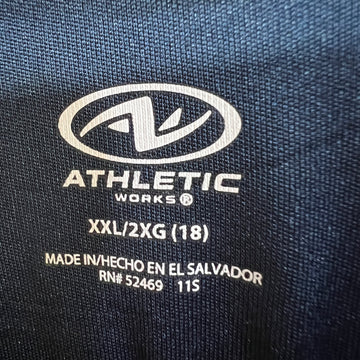 ATHLETIC
WORKS®
XXL/2XG (18)
MADE IN/HECHO EN EL SALVADOR
RN# 52469 11S